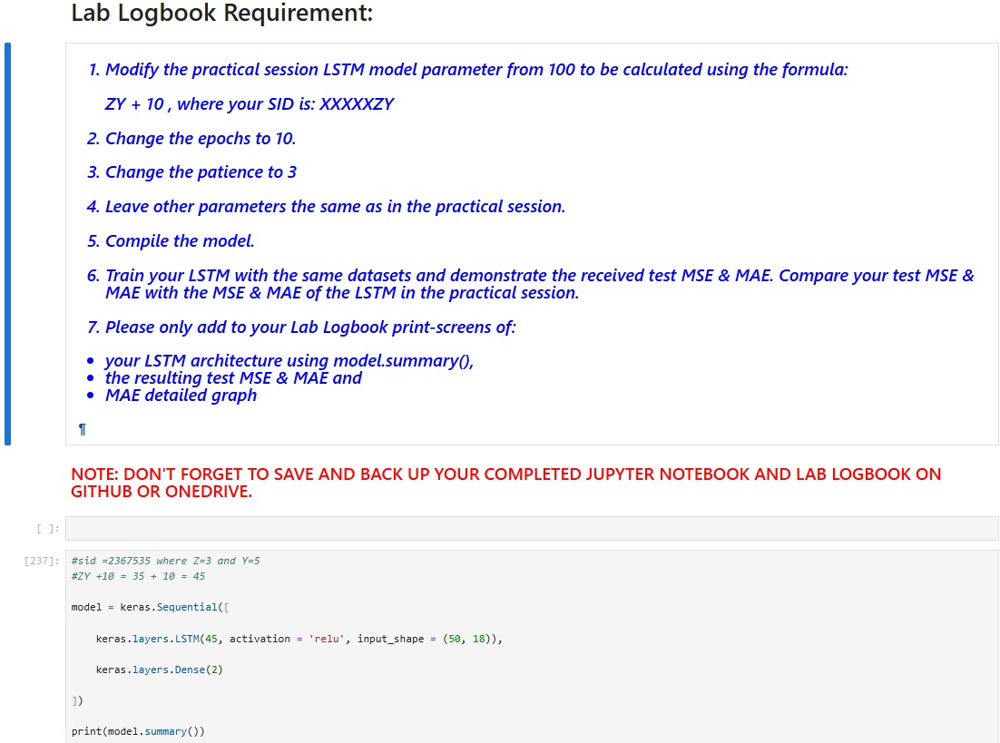 Lab Logbook Requirement:
1. Modify the practical session LSTM model parameter from 100 to be calculated using the formula:
ZY + 10 , where your SID is: XXXXXZY
2. Change the epochs to 10.
3. Change the patience to 3
4. Leave other parameters the same as in the practical session.
5. Compile the model.
6. Train your LSTM with the same datasets and demonstrate the received test MSE & MAE. Compare your test MSE &
MAE with the MSE & MAE of the LSTM in the practical session.
7. Please only add to your Lab Logbook print-screens of:
• your LSTM architecture using model.summary(),
• the resulting test MSE & MAE and
• MAE detailed graph
¶
NOTE: DON'T FORGET TO SAVE AND BACK UP YOUR COMPLETED JUPYTER NOTEBOOK AND LAB LOGBOOK ON
GITHUB OR ONEDRIVE.
[ ]:
[237]: #sid =2367535 where Z=3 and Y=5
#ZY +10 = 35 + 10 = 45
model = keras.Sequential([
keras.layers.LSTM(45, activation = 'relu', input_shape = (50, 18)),
keras.layers.Dense(2)
])
print(model.summary())